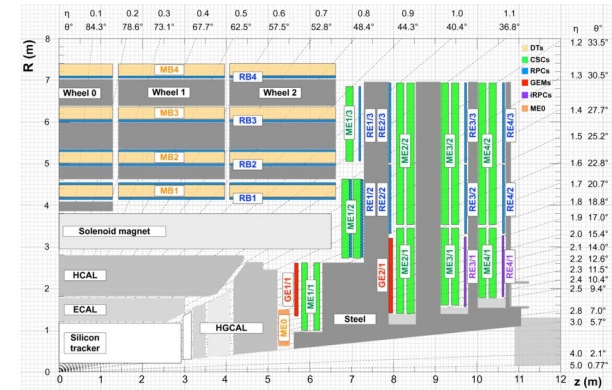 η 0.1 0.2 0.3 0.4 0.5 0.6 0.7 0.8 0.9 1.0 1.1
θ° 84.3° 78.6° 73.1° 67.7° 62.5° 57.5° 52.8° 48.4° 44.3° 40.4° 36.8° η θ°
R (m)
8
7
6
5
4
3
2
1
0
1.2 33.5°
1.3 30.5°
1.4 27.7°
1.5 25.2°
1.6 22.8°
1.7 20.7°
1.8 18.8°
1.9 17.0°
2.0 15.4°
2.1 14.0°
2.2 12.6°
2.3 11.5°
2.4 10.4°
2.5 9.4°
2.8 7.0°
3.0 5.7°
4.0 2.1°
5.0 0.77°
DTs
CSCs
RPCs
GEMs
iRPCs
ME0
MB4
RB4
Wheel 0
Wheel 1
Wheel 2
MB3
RB3
MB2
RB2
MB1
RB1
Solenoid magnet
HCAL
ECAL
Silicon
tracker
HGCAL
Steel
ME0
GE1/1
ME1/1
ME1/2
ME1/3
RE1/3
RE2/3
ME2/2
RE1/2
RE2/2
GE2/1
ME2/1
ME3/2
RE3/3
RE3/2
ME3/1
RE3/1
ME4/2
RE4/3
RE4/2
ME4/1
RE4/1
0 1 2 3 4 5 6 7 8 9 10 11 12
z (m)